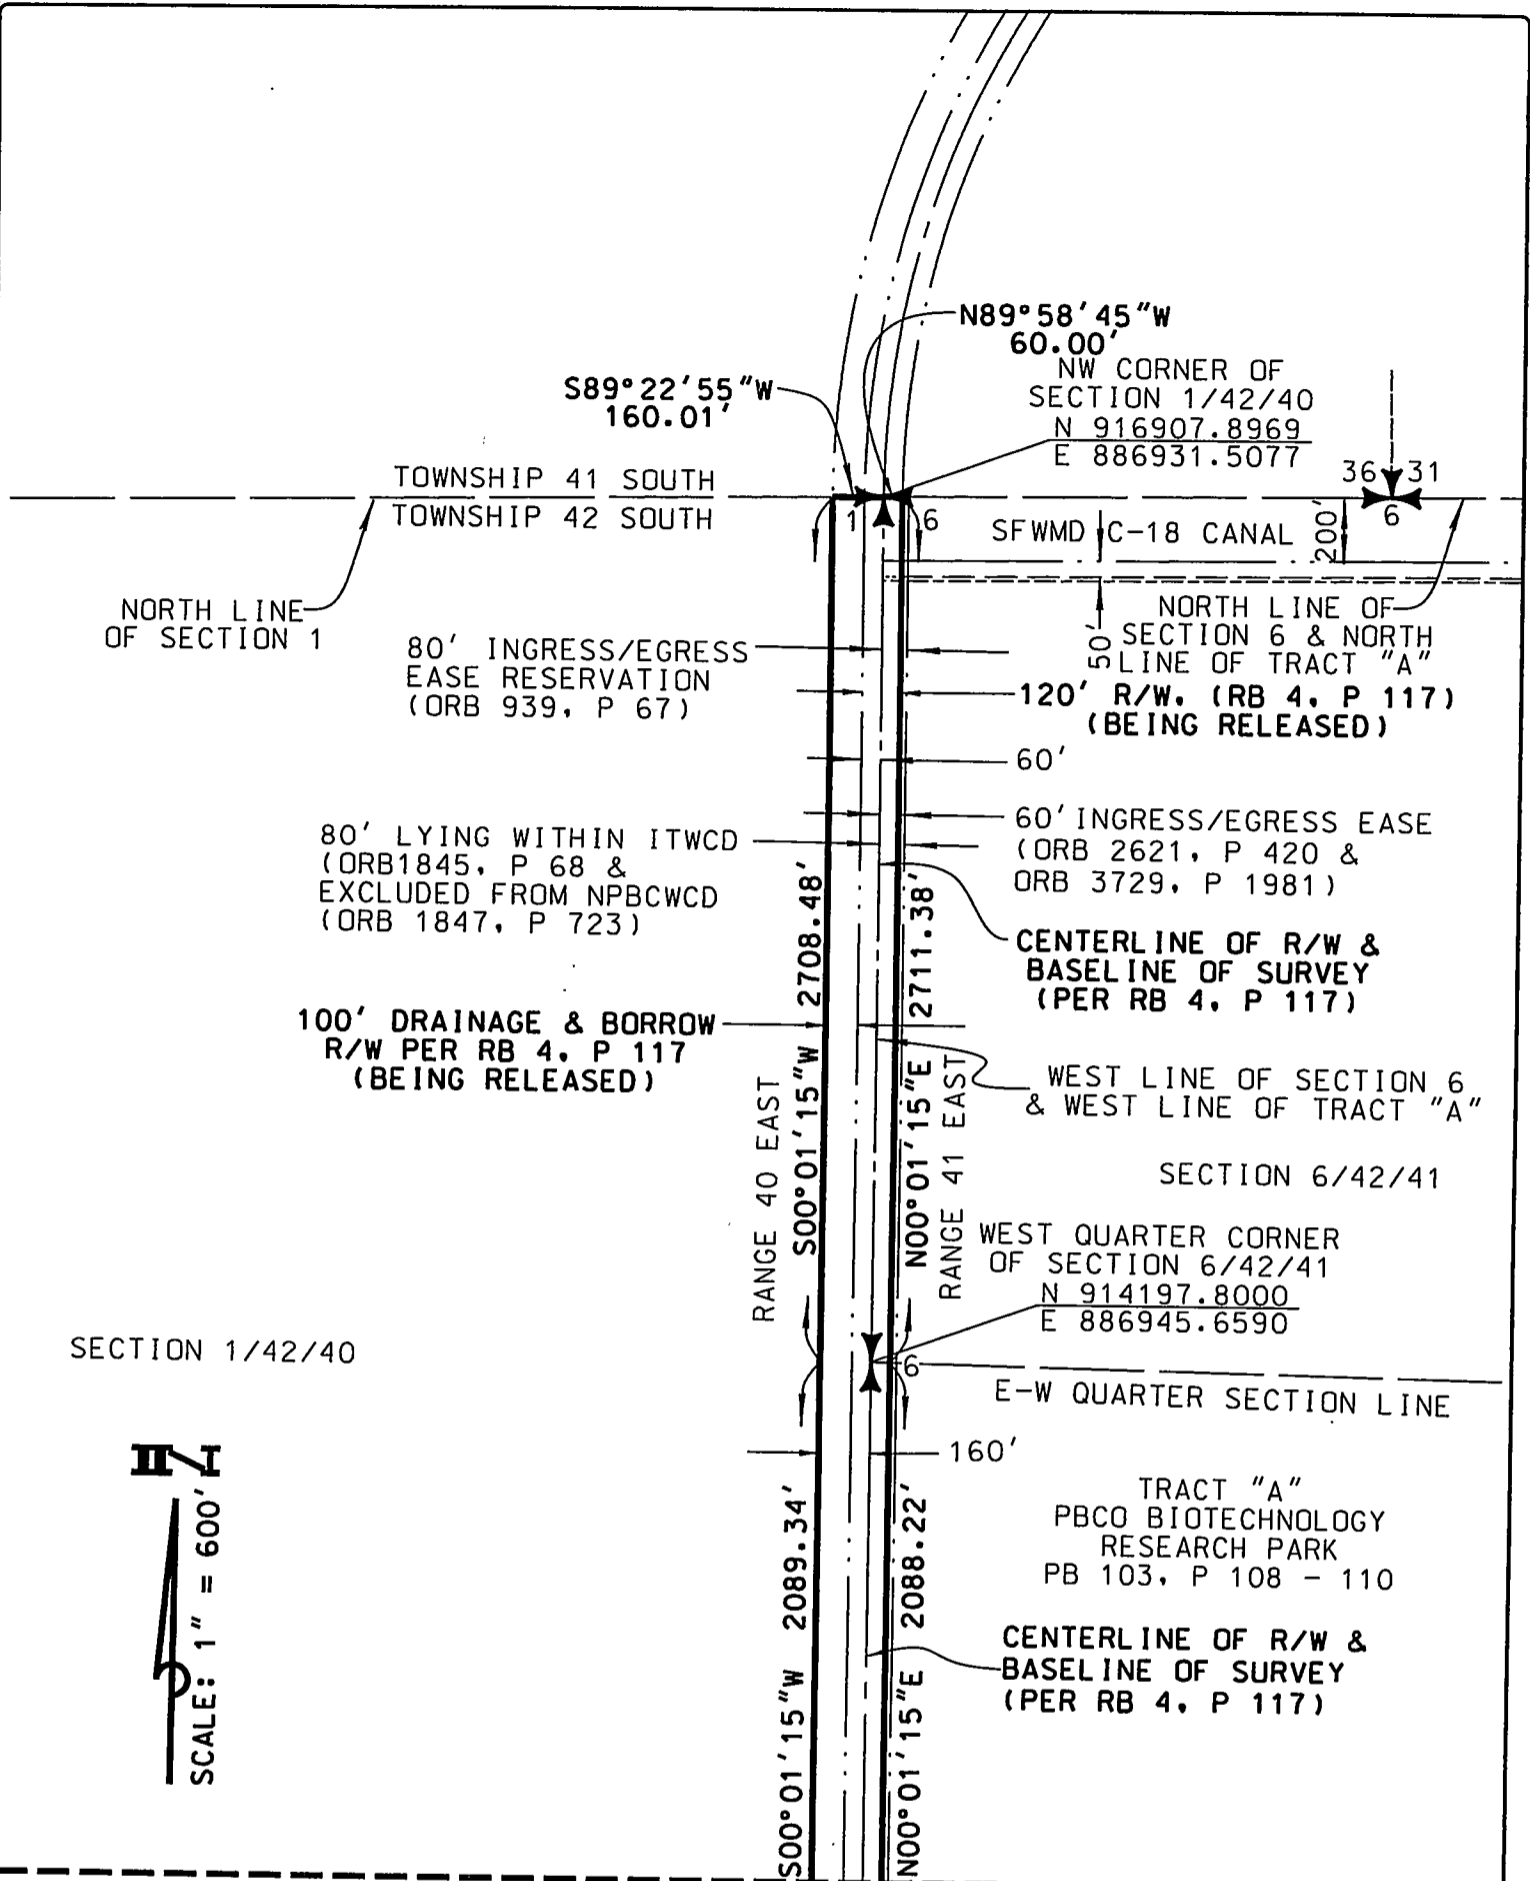 N89°58'45"W
60.00'
NW CORNER OF
SECTION 1/42/40
N 916907.8969
E 886931.5077
S89°22'55"W
160.01'
36 31
6
TOWNSHIP 41 SOUTH
TOWNSHIP 42 SOUTH
1 6
SFWMD C-18 CANAL
200'
NORTH LINE
OF SECTION 1
50'
NORTH LINE OF
SECTION 6 & NORTH
LINE OF TRACT "A"
80' INGRESS/EGRESS
EASE RESERVATION
(ORB 939, P 67)
120' R/W. (RB 4, P 117)
(BEING RELEASED)
60'
80' LYING WITHIN ITWCD
(ORB1845, P 68 &
EXCLUDED FROM NPBCWCD
(ORB 1847, P 723)
60' INGRESS/EGRESS EASE
(ORB 2621, P 420 &
ORB 3729, P 1981)
CENTERLINE OF R/W &
BASELINE OF SURVEY
(PER RB 4, P 117)
100' DRAINAGE & BORROW
R/W PER RB 4, P 117
(BEING RELEASED)
S00°01'15"W 2708.48'
N00°01'15"E 2711.38'
RANGE 40 EAST
RANGE 41 EAST
WEST LINE OF SECTION 6
& WEST LINE OF TRACT "A"
SECTION 6/42/41
WEST QUARTER CORNER
OF SECTION 6/42/41
N 914197.8000
E 886945.6590
SECTION 1/42/40
6
E-W QUARTER SECTION LINE
160'
TRACT "A"
PBCO BIOTECHNOLOGY
RESEARCH PARK
PB 103, P 108 - 110
S00°01'15"W 2089.34'
N00°01'15"E 2088.22'
CENTERLINE OF R/W &
BASELINE OF SURVEY
(PER RB 4, P 117)
N
SCALE: 1" = 600'